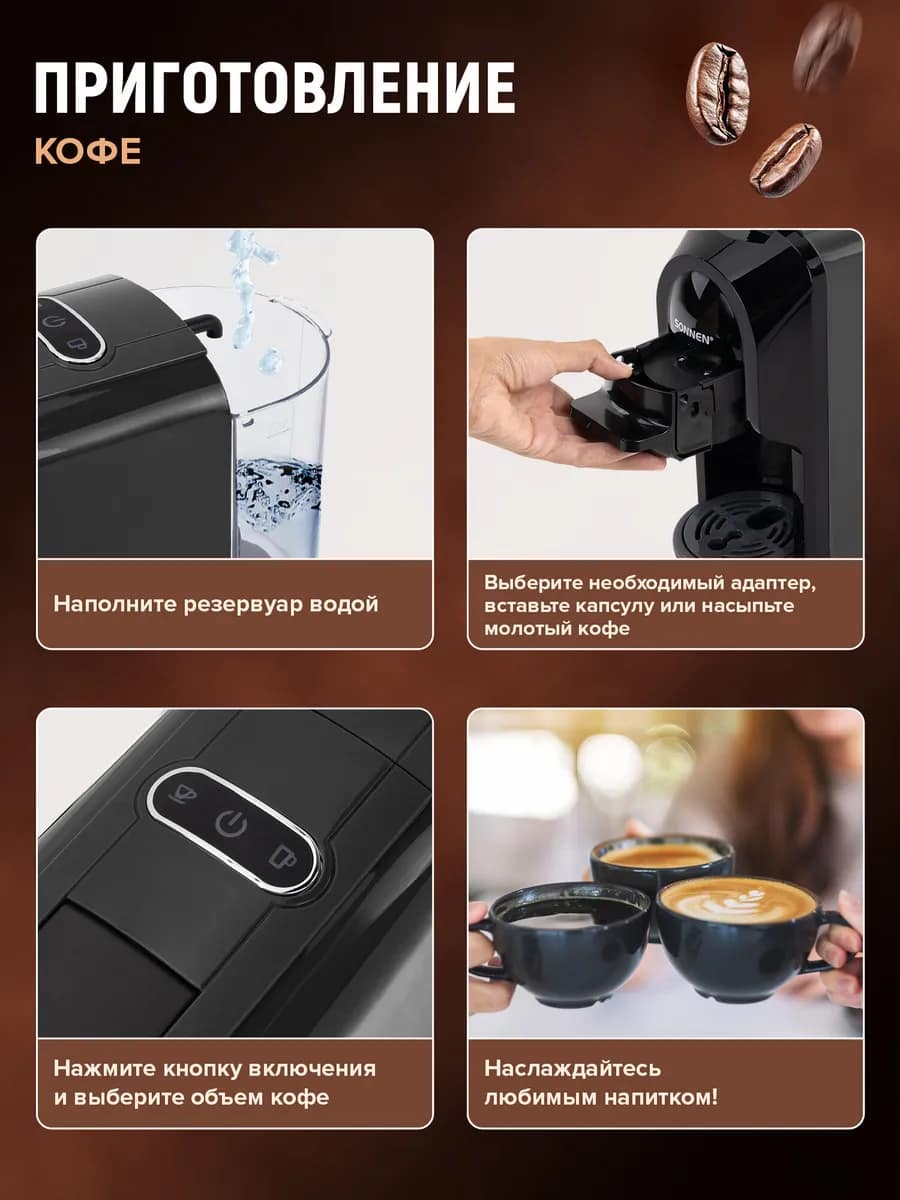 ПРИГОТОВЛЕНИЕ
КОФЕ
Наполните резервуар водой
SONNEN®
Выберите необходимый адаптер,
вставьте капсулу или насыпьте
молотый кофе
Нажмите кнопку включения
и выберите объем кофе
Наслаждайтесь
любимым напитком!